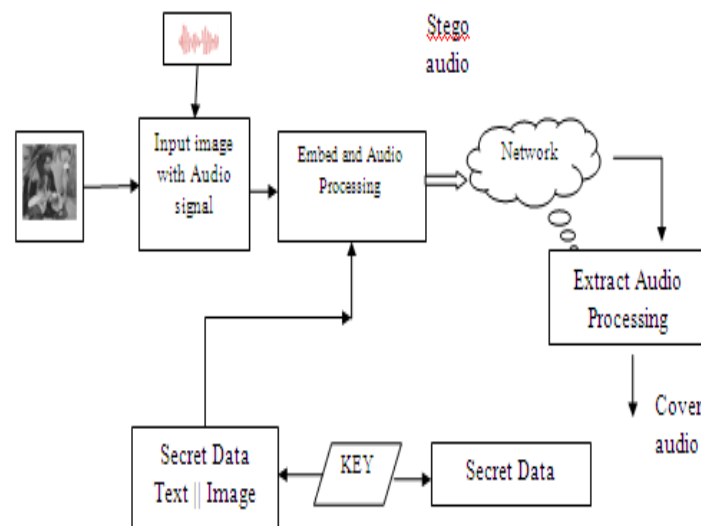 Stego
audio
Input image
with Audio
signal
Embed and Audio
Processing
Network
Extract Audio
Processing
Cover
audio
Secret Data
Text || Image
KEY
Secret Data